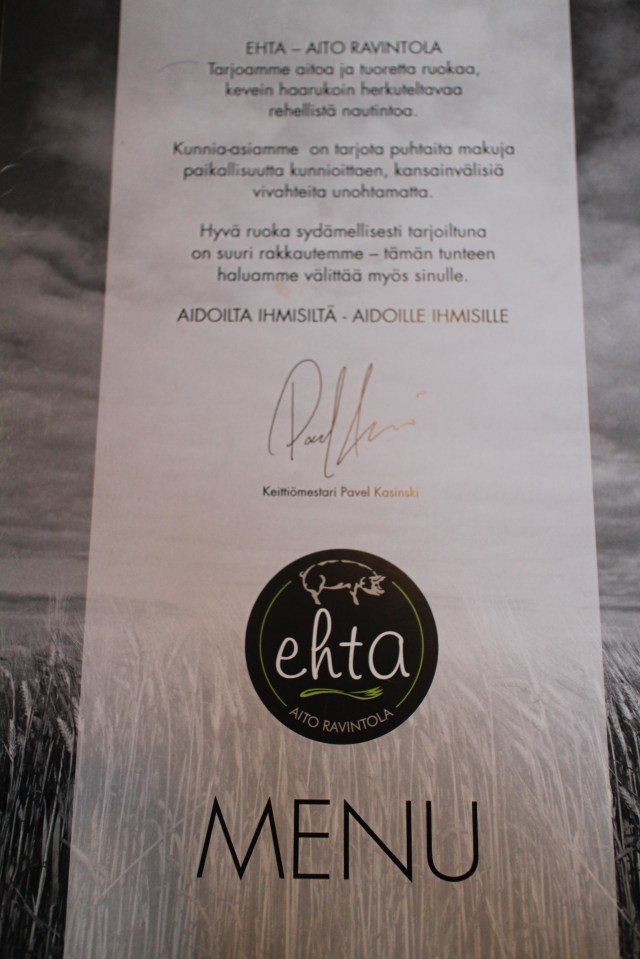 EHTA – AITO RAVINTOLA
Tarjoamme aitoa ja tuoretta ruokaa,
kevein haarukoin herkuteltavaa
rehellistä nautintoa.
Kunnia-asiamme on tarjota puhtaita makuja
paikallisuutta kunnioittaen, kansainvälisiä
vivahteita unohtamatta.
Hyvä ruoka sydämellisesti tarjoiltuna
on suuri rakkautemme – tämän tunteen
haluamme välittää myös sinulle.
AIDOILTA IHMISILTÄ - AIDOILLE IHMISILLE
Keittiömestari Pavel Kasinski
ehta
AITO RAVINTOLA
MENU